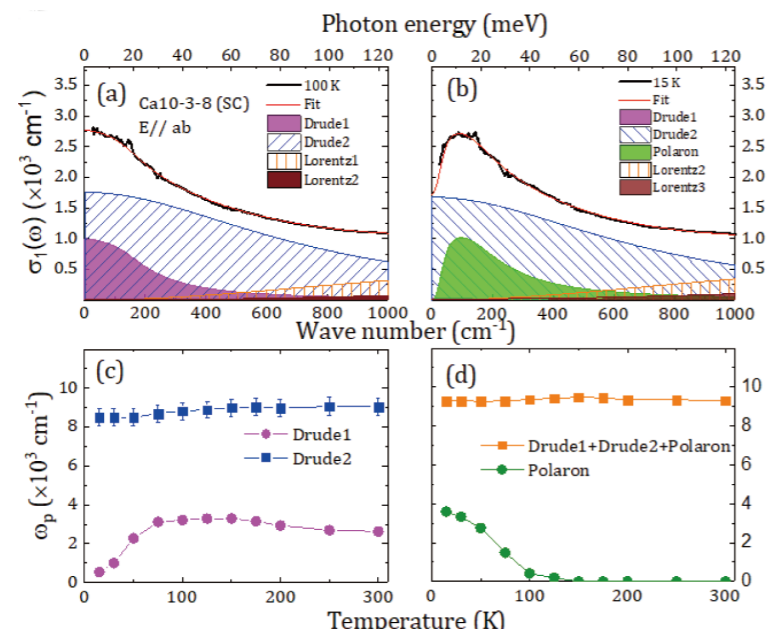 Photon energy (meV)
0 20 40 60 80 100 120 0 20 40 60 80 100 120
3.5
3.0
2.5
2.0
1.5
1.0
0.5
σ₁(ω) (×10³ cm⁻¹)
(a)
Ca10-3-8 (SC)
E// ab
100 K
Fit
Drude1
Drude2
Lorentz1
Lorentz2
(b)
15 K
Fit
Drude1
Drude2
Polaron
Lorentz2
Lorentz3
3.5
3.0
2.5
2.0
1.5
1.0
0.5
0 200 400 600 800 1000 0 200 400 600 800 1000
Wave number (cm⁻¹)
10
8
6
4
2
0
ωp (×10³ cm⁻¹)
(c)
Drude1
Drude2
(d)
Drude1+Drude2+Polaron
Polaron
10
8
6
4
2
0
0 100 200 300 0 100 200 300
Temperature (K)